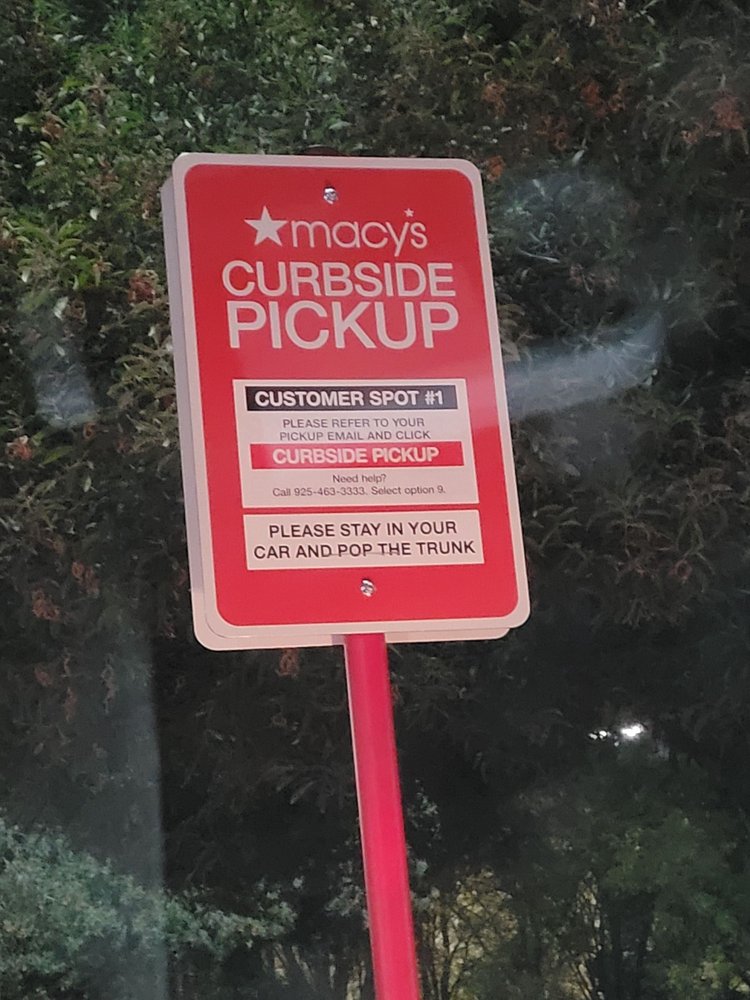 macy's
CURBSIDE
PICKUP
CUSTOMER SPOT #1
PLEASE REFER TO YOUR
PICKUP EMAIL AND CLICK
CURBSIDE PICKUP
Need help?
Call 925-463-3333. Select option 9.
PLEASE STAY IN YOUR
CAR AND POP THE TRUNK